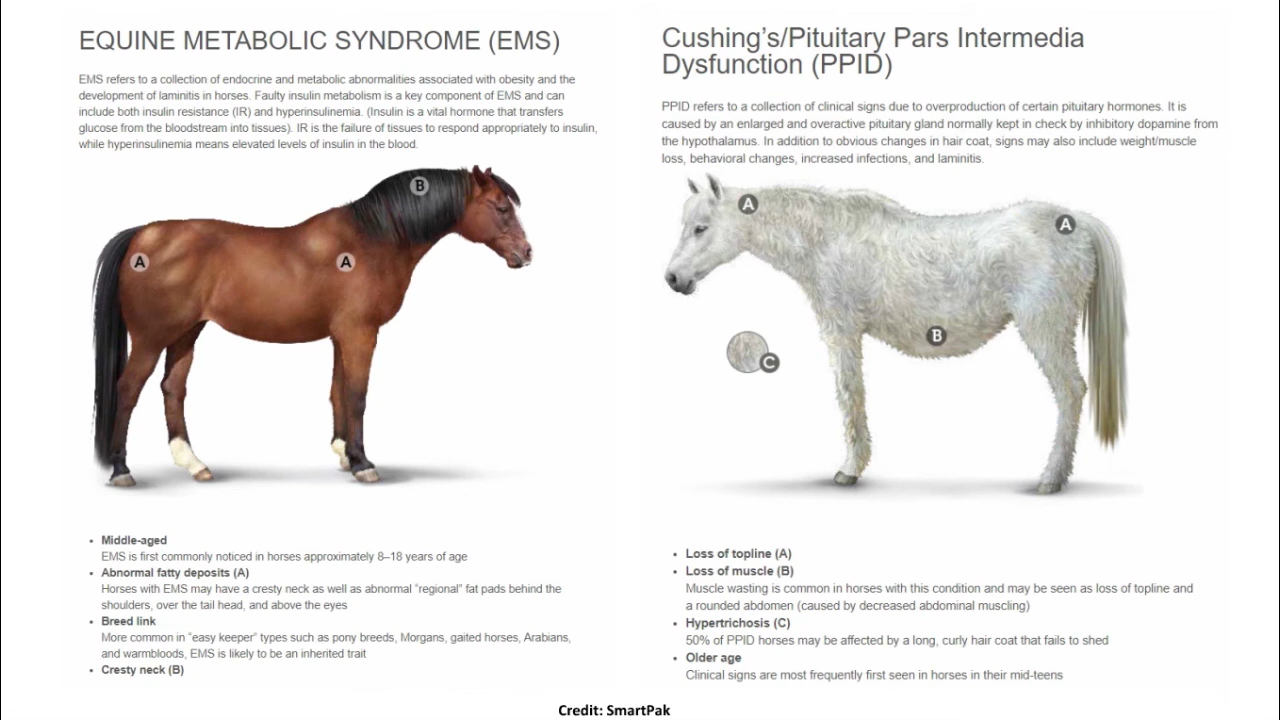 EQUINE METABOLIC SYNDROME (EMS)
EMS refers to a collection of endocrine and metabolic abnormalities associated with obesity and the
development of laminitis in horses. Faulty insulin metabolism is a key component of EMS and can
include both insulin resistance (IR) and hyperinsulinemia. (Insulin is a vital hormone that transfers
glucose from the bloodstream into tissues). IR is the failure of tissues to respond appropriately to insulin,
while hyperinsulinemia means elevated levels of insulin in the blood.
B
A
A
• Middle-aged
EMS is first commonly noticed in horses approximately 8–18 years of age
• Abnormal fatty deposits (A)
Horses with EMS may have a cresty neck as well as abnormal “regional” fat pads behind the
shoulders, over the tail head, and above the eyes
• Breed link
More common in “easy keeper” types such as pony breeds, Morgans, gaited horses, Arabians,
and warmbloods, EMS is likely to be an inherited trait
• Cresty neck (B)
Cushing’s/Pituitary Pars Intermedia
Dysfunction (PPID)
PPID refers to a collection of clinical signs due to overproduction of certain pituitary hormones. It is
caused by an enlarged and overactive pituitary gland normally kept in check by inhibitory dopamine from
the hypothalamus. In addition to obvious changes in hair coat, signs may also include weight/muscle
loss, behavioral changes, increased infections, and laminitis.
A
A
B
C
• Loss of topline (A)
• Loss of muscle (B)
Muscle wasting is common in horses with this condition and may be seen as loss of topline and
a rounded abdomen (caused by decreased abdominal muscling)
• Hypertrichosis (C)
50% of PPID horses may be affected by a long, curly hair coat that fails to shed
• Older age
Clinical signs are most frequently first seen in horses in their mid-teens
Credit: SmartPak